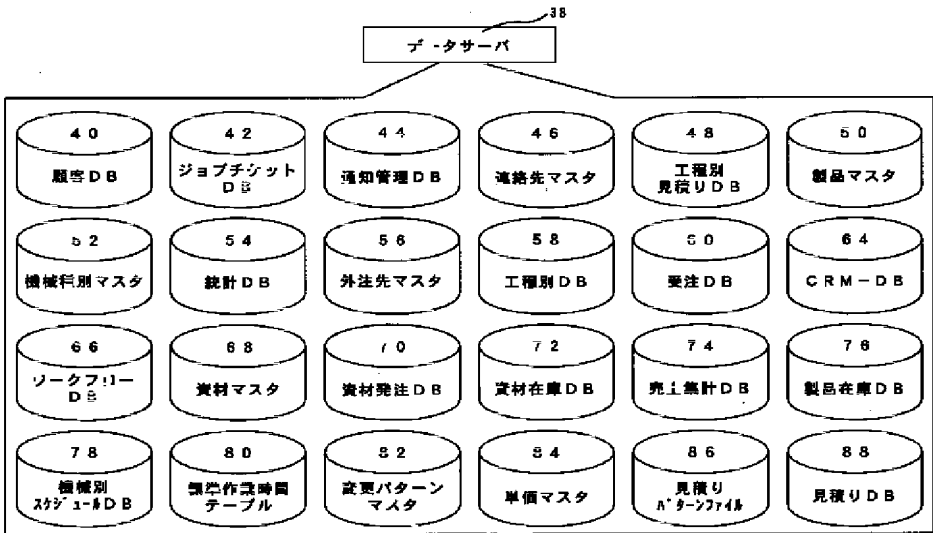 38
データサーバ
40
顧客DB
42
ジョブチケット
DB
44
通知管理DB
46
連絡先マスタ
48
工程別
見積りDB
50
製品マスタ
52
機械種別マスタ
54
統計DB
56
外注先マスタ
58
工程別DB
60
受注DB
64
CRM-DB
66
ワークフロー
DB
68
資材マスタ
70
資材発注DB
72
資材在庫DB
74
売上集計DB
76
製品在庫DB
78
機械別
スケジュールDB
80
標準作業時間
テーブル
82
変更パターン
マスタ
84
単価マスタ
86
見積り
パターンファイル
88
見積りDB